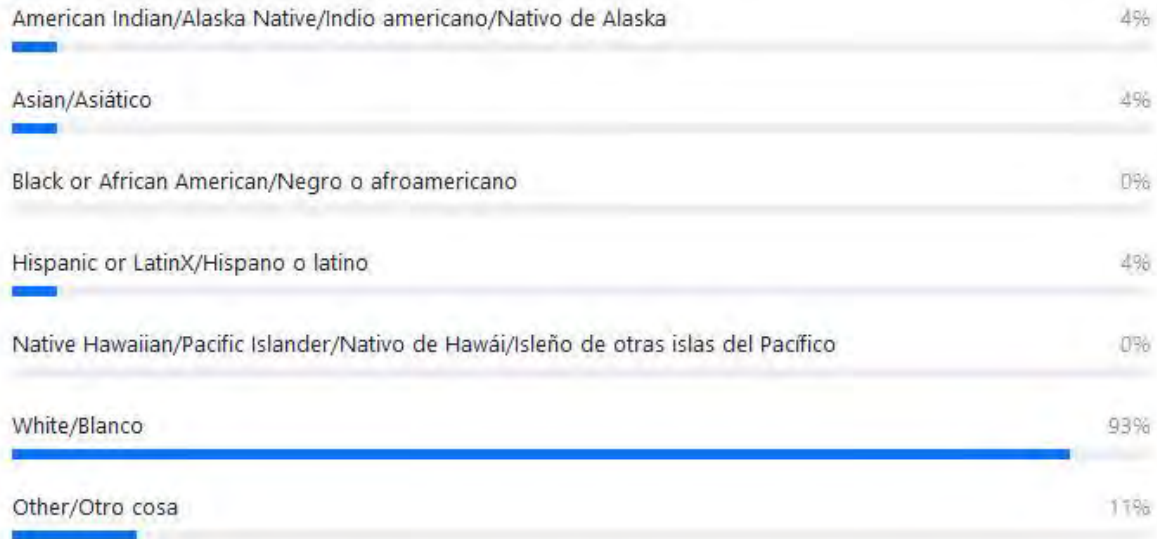 American Indian/Alaska Native/Indio americano/Nativo de Alaska 4%
Asian/Asiático 4%
Black or African American/Negro o afroamericano 0%
Hispanic or LatinX/Hispano o latino 4%
Native Hawaiian/Pacific Islander/Nativo de Hawái/Isleño de otras islas del Pacífico 0%
White/Blanco 93%
Other/Otro cosa 11%